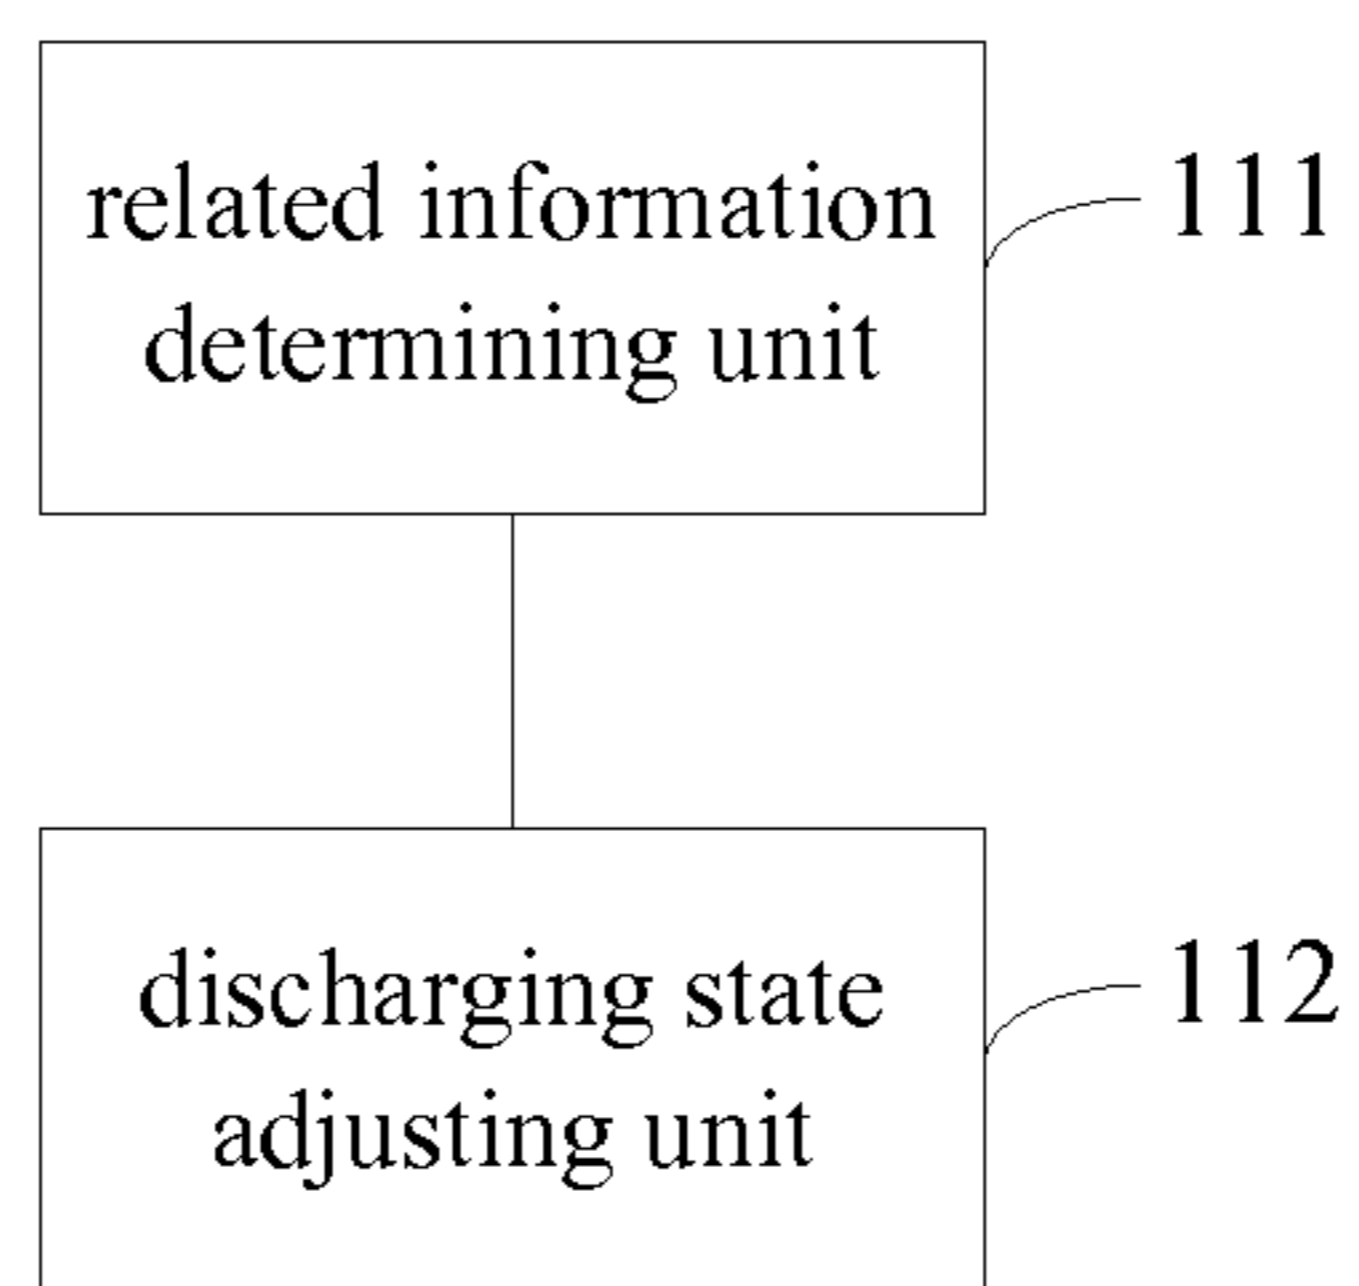 related information
determining unit
111
discharging state
adjusting unit
112